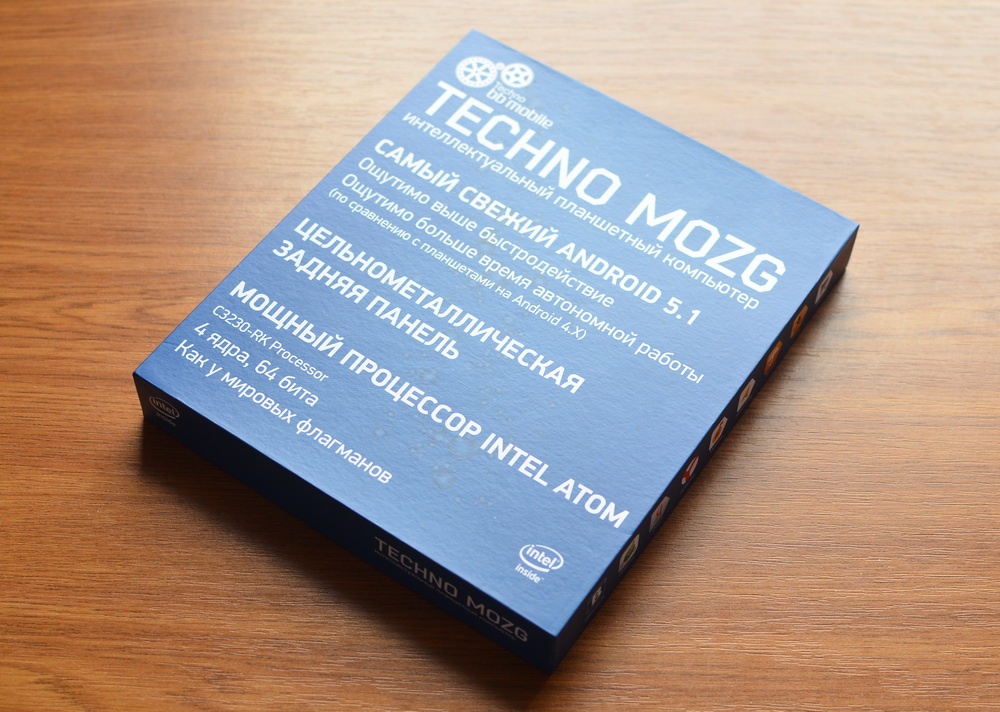 Techno
bb mobile
TECHNO MOZG
интеллектуальный планшетный компьютер
САМЫЙ СВЕЖИЙ ANDROID 5.1
Ощутимо выше быстродействие
Ощутимо больше время автономной работы
(по сравнению с планшетами на Android 4.X)
ЦЕЛЬНОМЕТАЛЛИЧЕСКАЯ
ЗАДНЯЯ ПАНЕЛЬ
МОЩНЫЙ ПРОЦЕССОР INTEL ATOM
C3230-RK Processor
4 ядра, 64 бита
Как у мировых флагманов
intel
inside
intel
inside
TECHNO MOZG